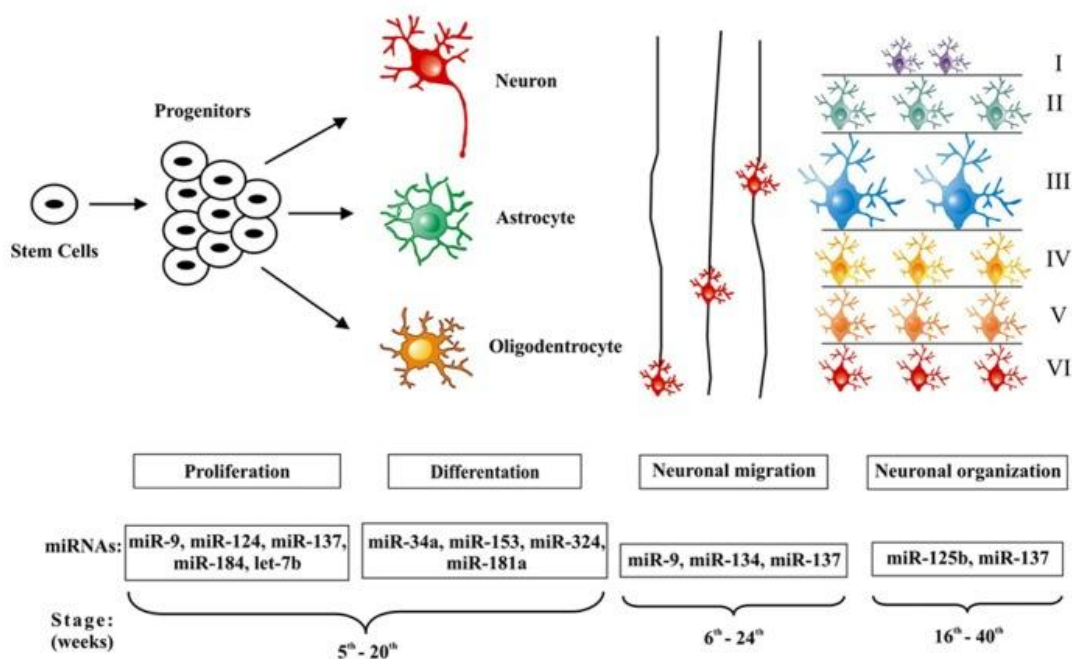 Neuron
Progenitors
Stem Cells
Astrocyte
Oligodentrocyte
I
II
III
IV
V
VI
Proliferation
Differentation
Neuronal migration
Neuronal organization
miRNAs:
miR-9, miR-124, miR-137,
miR-184, let-7b
miR-34a, miR-153, miR-324,
miR-181a
miR-9, miR-134, miR-137
miR-125b, miR-137
Stage:
(weeks)
5th - 20th
6th - 24th
16th - 40th